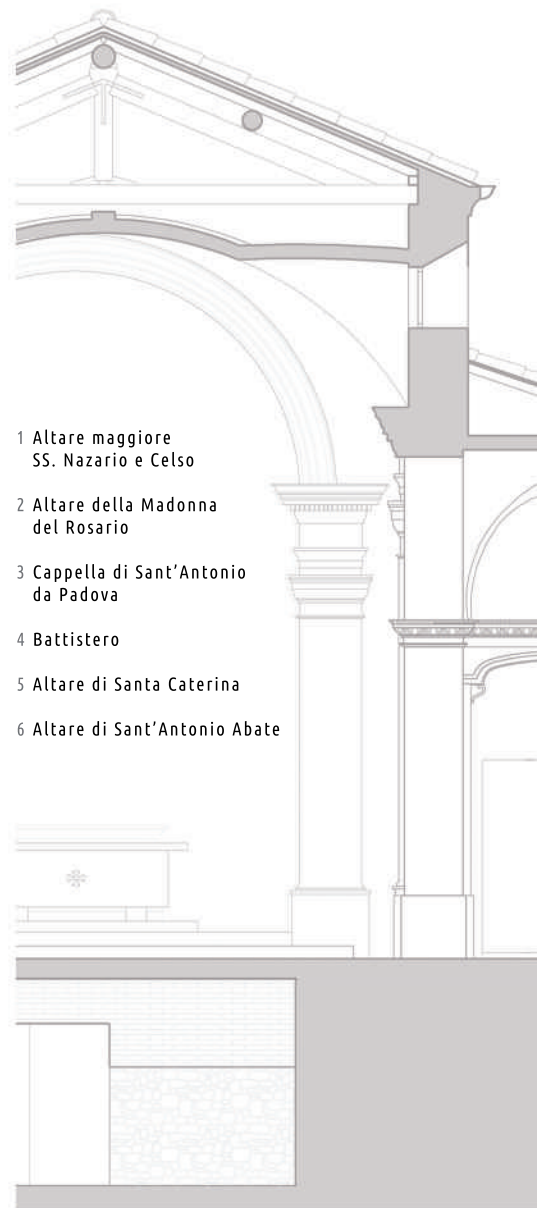 1 Altare maggiore
SS. Nazario e Celso
2 Altare della Madonna
del Rosario
3 Cappella di Sant'Antonio
da Padova
4 Battistero
5 Altare di Santa Caterina
6 Altare di Sant'Antonio Abate